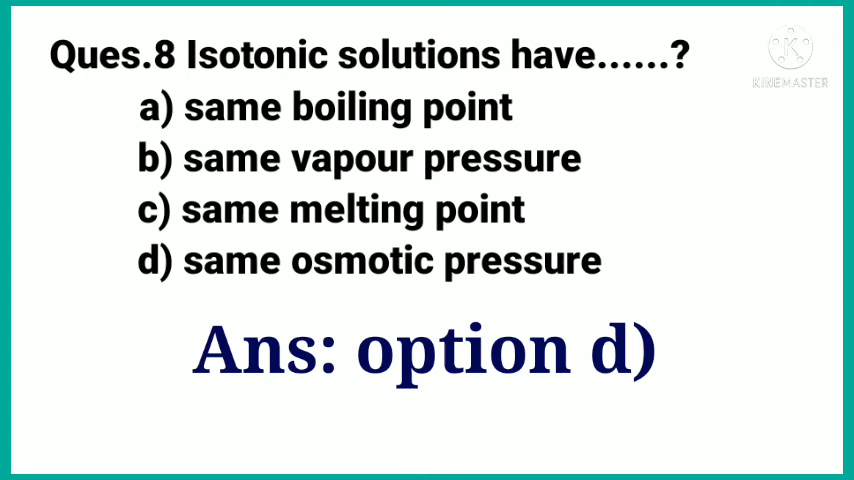 Ques.8 Isotonic solutions have......?
KINEMASTER
a) same boiling point
b) same vapour pressure
c) same melting point
d) same osmotic pressure
Ans: option d)